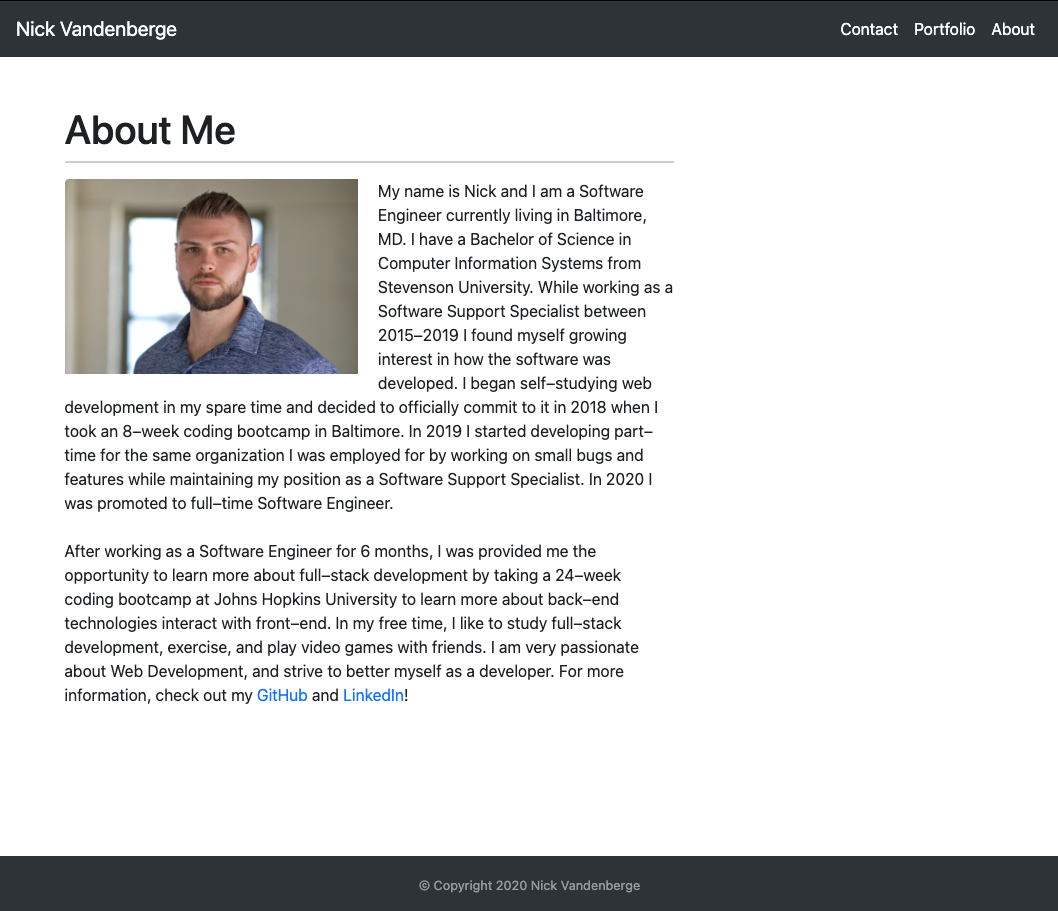 Nick Vandenberge
Contact Portfolio About
About Me
My name is Nick and I am a Software
Engineer currently living in Baltimore,
MD. I have a Bachelor of Science in
Computer Information Systems from
Stevenson University. While working as a
Software Support Specialist between
2015–2019 I found myself growing
interest in how the software was
developed. I began self–studying web
development in my spare time and decided to officially commit to it in 2018 when I
took an 8–week coding bootcamp in Baltimore. In 2019 I started developing part–
time for the same organization I was employed for by working on small bugs and
features while maintaining my position as a Software Support Specialist. In 2020 I
was promoted to full–time Software Engineer.
After working as a Software Engineer for 6 months, I was provided me the
opportunity to learn more about full–stack development by taking a 24–week
coding bootcamp at Johns Hopkins University to learn more about back–end
technologies interact with front–end. In my free time, I like to study full–stack
development, exercise, and play video games with friends. I am very passionate
about Web Development, and strive to better myself as a developer. For more
information, check out my GitHub and LinkedIn!
© Copyright 2020 Nick Vandenberge